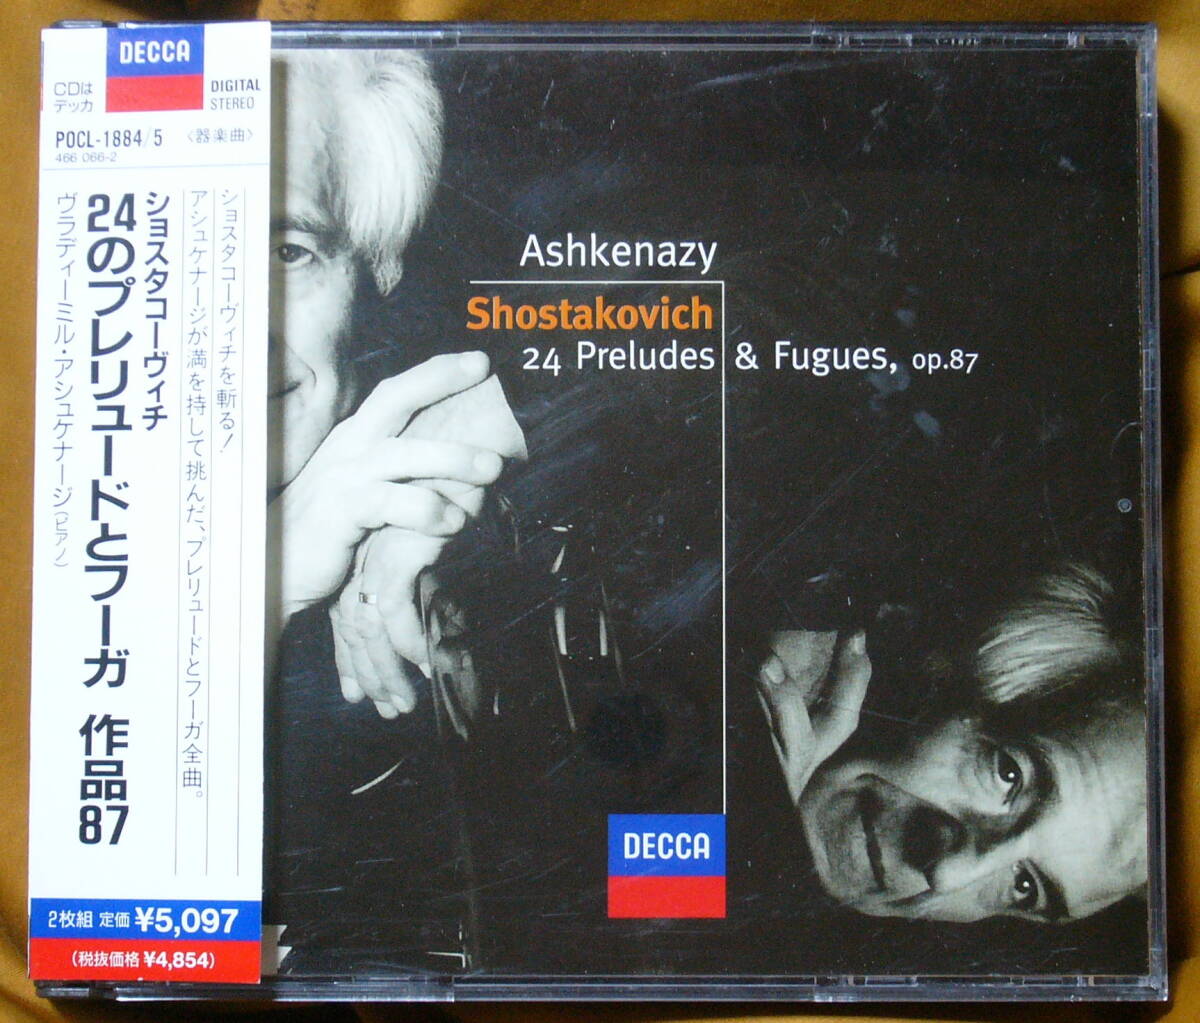 DECCA
CDは
デッカ
DIGITAL
STEREO
POCL-1884/5
〈器楽曲〉
466 066-2
ショスタコーヴィチを斬る!
アシュケナージが満を持して挑んだ、プレリュードとフーガ全曲。
ショスタコーヴィチ
24のプレリュードとフーガ 作品87
ヴラディーミル・アシュケナージ(ピアノ)
2枚組 定価 ¥5,097
(税抜価格 ¥4,854)
Ashkenazy
Shostakovich
24 Preludes & Fugues, op.87
DECCA